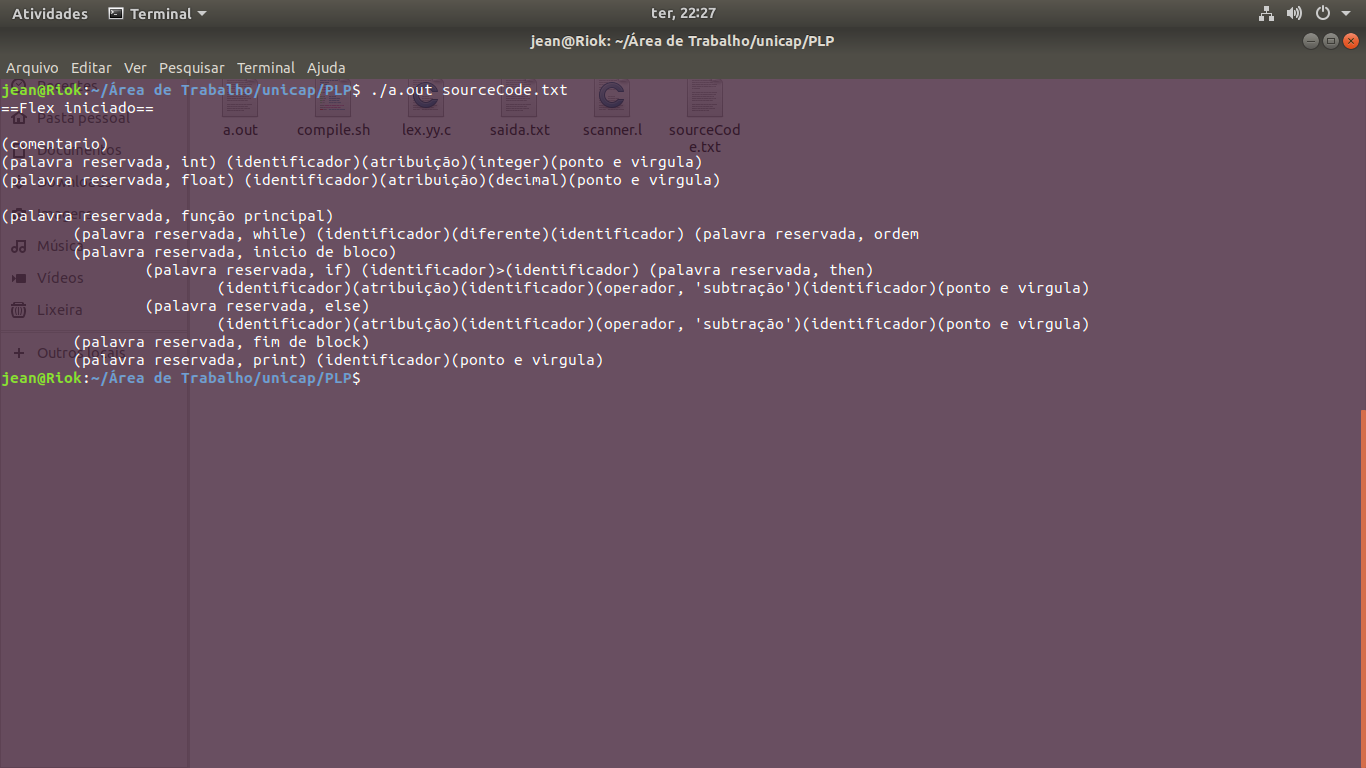 Atividades Terminal ter, 22:27
jean@Riok: ~/Área de Trabalho/unicap/PLP
Arquivo Editar Ver Pesquisar Terminal Ajuda
jean@Riok:~/Área de Trabalho/unicap/PLP$ ./a.out sourceCode.txt
==Flex iniciado==
Pasta pessoal
a.out compile.sh lex.yy.c saida.txt scanner.l sourceCod
e.txt
(comentario)
Documentos
(palavra reservada, int) (identificador)(atribuição)(integer)(ponto e virgula)
(palavra reservada, float) (identificador)(atribuição)(decimal)(ponto e virgula)
(palavra reservada, função principal)
(palavra reservada, while) (identificador)(diferente)(identificador) (palavra reservada, ordem
(palavra reservada, inicio de bloco)
(palavra reservada, if) (identificador)>(identificador) (palavra reservada, then)
Vídeos
(identificador)(atribuição)(identificador)(operador, 'subtração')(identificador)(ponto e virgula)
(palavra reservada, else)
Lixeira
(identificador)(atribuição)(identificador)(operador, 'subtração')(identificador)(ponto e virgula)
(palavra reservada, fim de block)
Outros locais
(palavra reservada, print) (identificador)(ponto e virgula)
jean@Riok:~/Área de Trabalho/unicap/PLP$